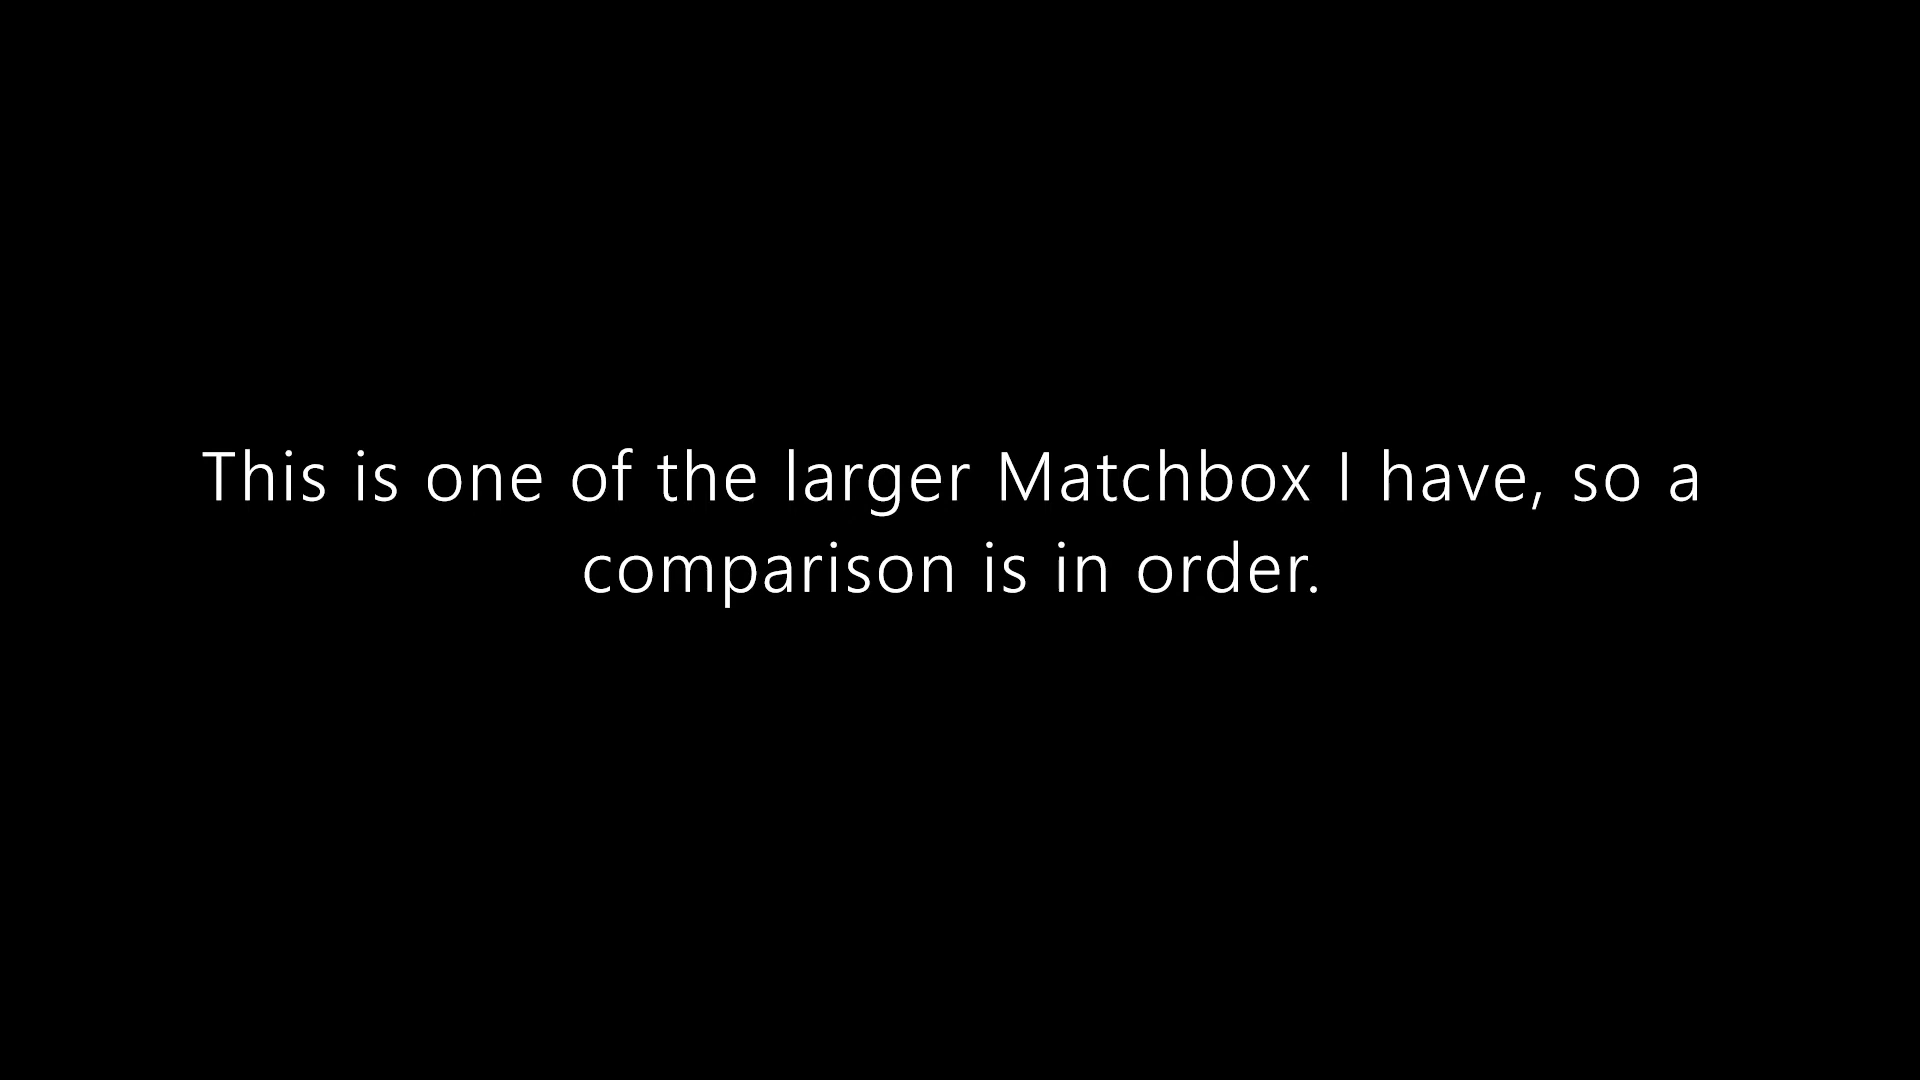 This is one of the larger Matchbox I have, so a
comparison is in order.